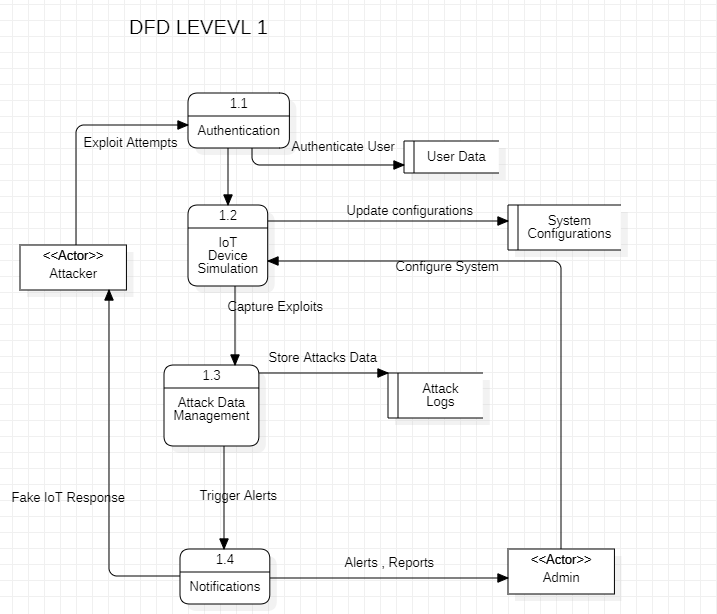 DFD LEVEVL 1
1.1
Authentication
Exploit Attempts
Authenticate User
User Data
1.2
IoT
Device
Simulation
Update configurations
System
Configurations
<<Actor>>
Attacker
Configure System
Capture Exploits
1.3
Attack Data
Management
Store Attacks Data
Attack
Logs
Fake IoT Response
Trigger Alerts
1.4
Notifications
Alerts , Reports
<<Actor>>
Admin